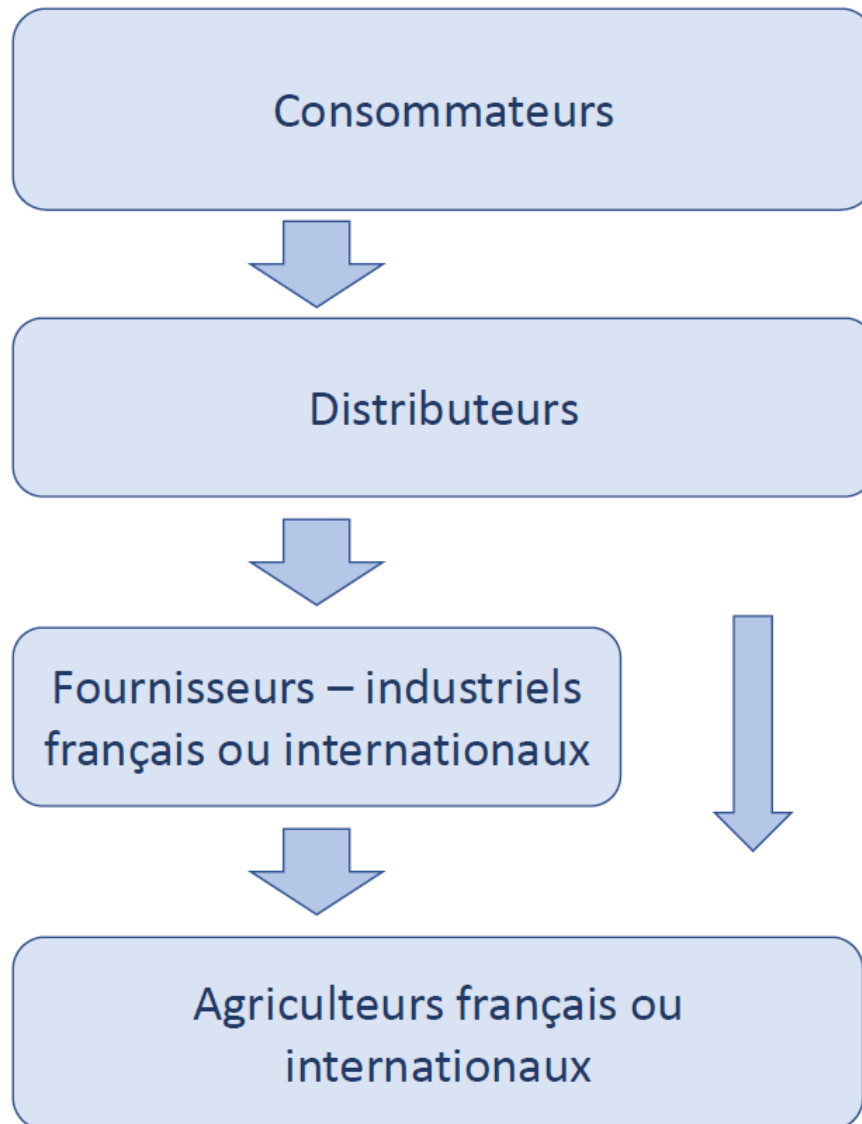 Consommateurs
Distributeurs
Fournisseurs – industriels
français ou internationaux
Agriculteurs français ou
internationaux